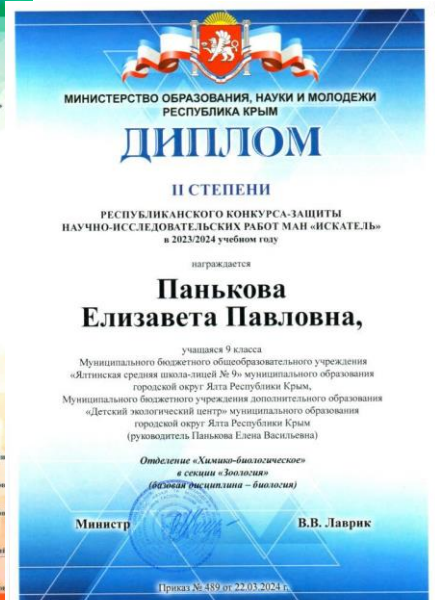 МИНИСТЕРСТВО ОБРАЗОВАНИЯ, НАУКИ И МОЛОДЕЖИ
РЕСПУБЛИКА КРЫМ
ДИПЛОМ
II СТЕПЕНИ
РЕСПУБЛИКАНСКОГО КОНКУРСА-ЗАЩИТЫ
НАУЧНО-ИССЛЕДОВАТЕЛЬСКИХ РАБОТ МАН «ИСКАТЕЛЬ»
в 2023/2024 учебном году
награждается
Панькова
Елизавета Павловна,
учащаяся 9 класса
Муниципального бюджетного общеобразовательного учреждения
«Ялтинская средняя школа-лицей № 9» муниципального образования
городской округ Ялта Республики Крым,
Муниципального бюджетного учреждения дополнительного образования
«Детский экологический центр» муниципального образования
городской округ Ялта Республики Крым
(руководитель Панькова Елена Васильевна)
Отделение «Химико-биологическое»
в секции «Зоология»
(базовая дисциплина – биология)
Министр В.В. Лаврик
Приказ № 489 от 22.03.2024 г.